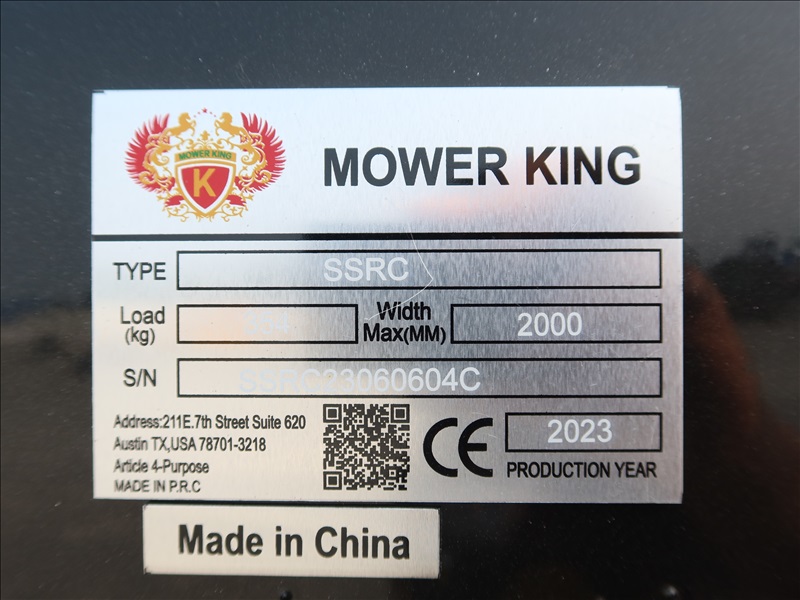 MOWER KING
K
MOWER KING
TYPE SSRC
Load (kg) Width Max(MM) 2000
S/N SSRC23060604C
Address:211E.7th Street Suite 620
Austin TX,USA 78701-3218
Article 4-Purpose
MADE IN P.R.C
CE
2023
PRODUCTION YEAR
Made in China